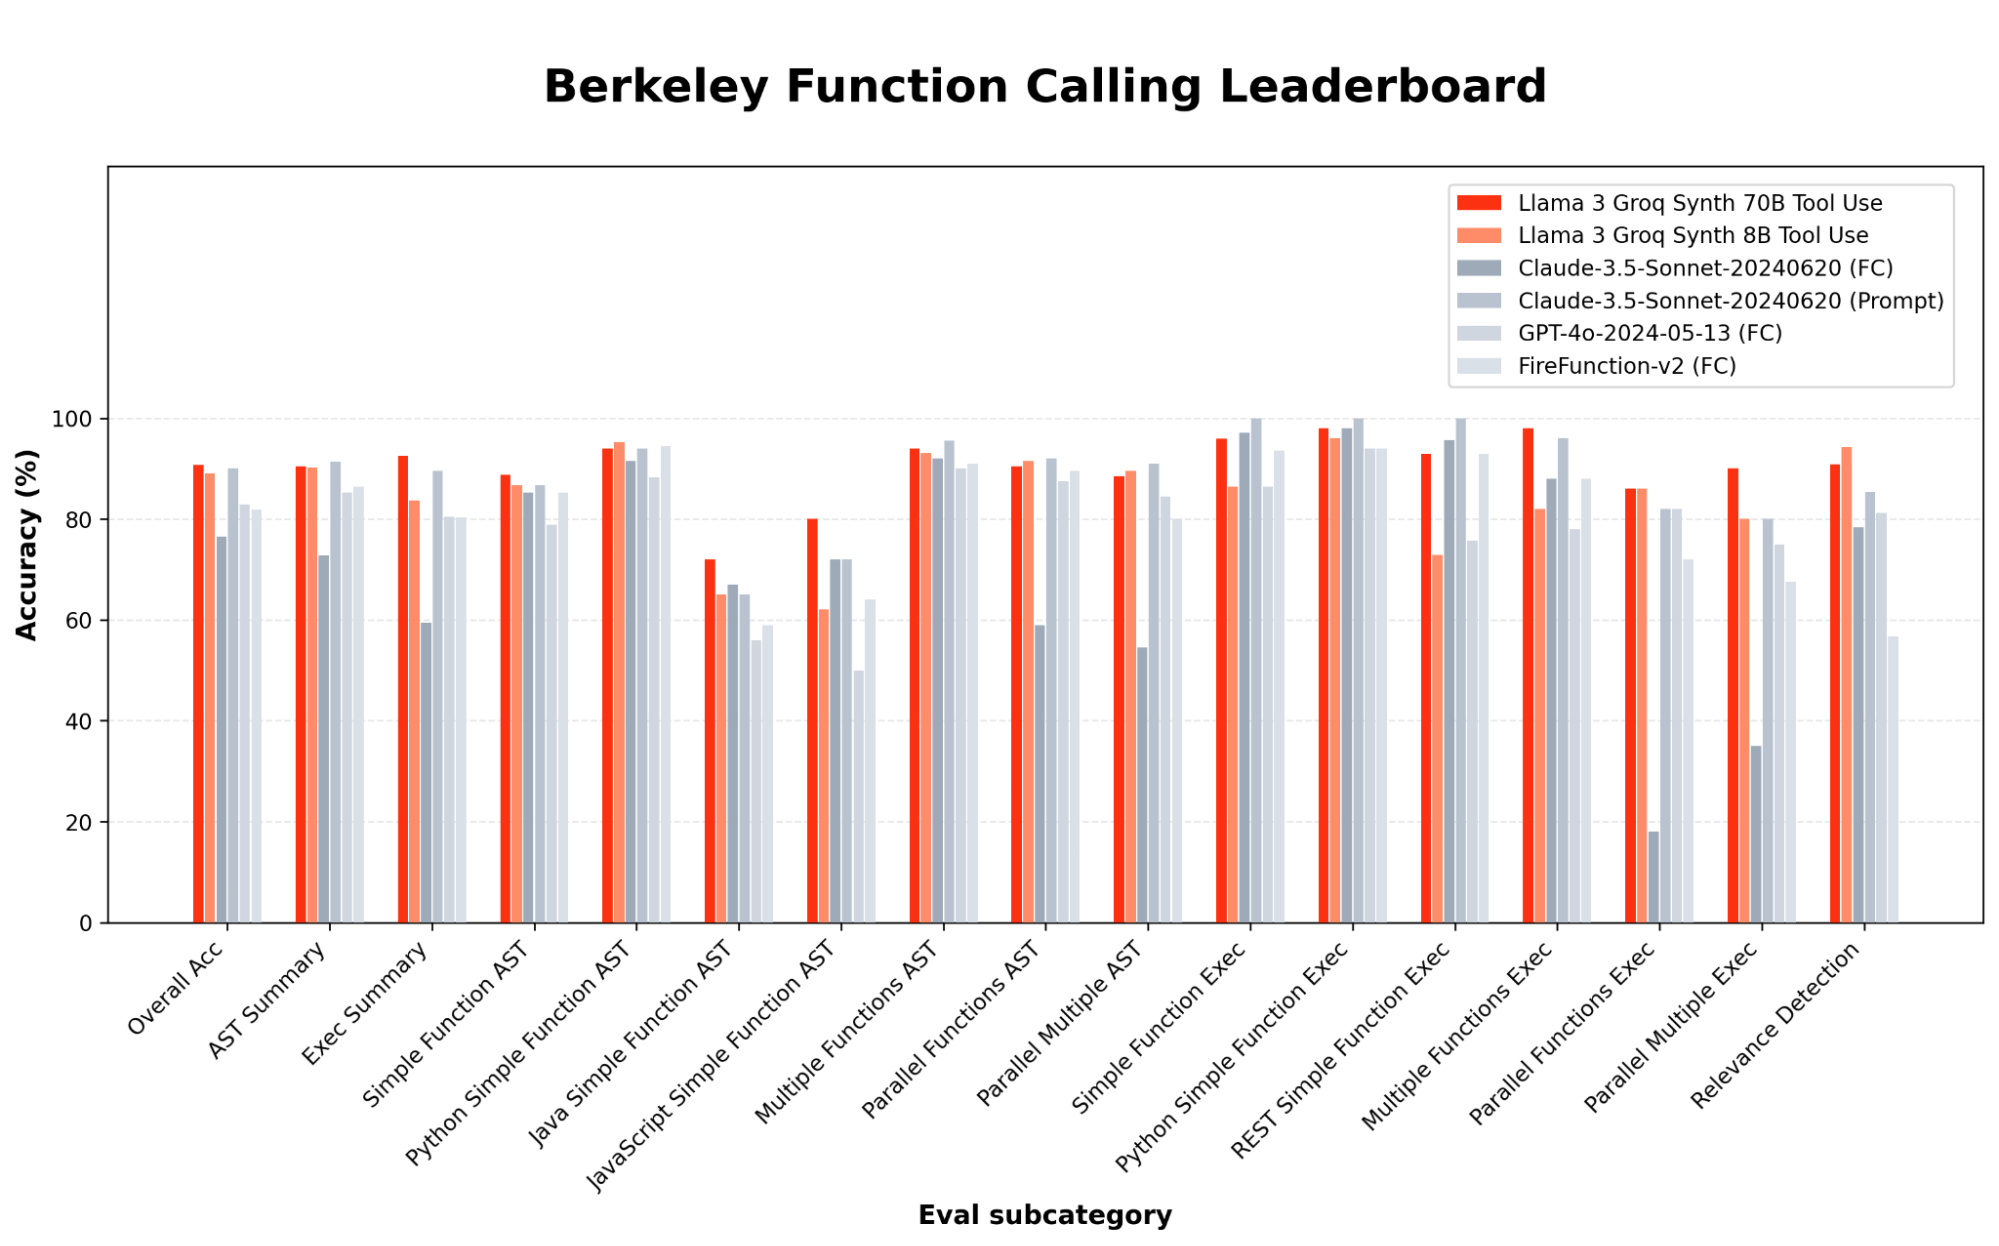 Berkeley Function Calling Leaderboard
Llama 3 Groq Synth 70B Tool Use
Llama 3 Groq Synth 8B Tool Use
Claude-3.5-Sonnet-20240620 (FC)
Claude-3.5-Sonnet-20240620 (Prompt)
GPT-4o-2024-05-13 (FC)
FireFunction-v2 (FC)
Accuracy (%)
100
80
60
40
20
0
Overall Acc
AST Summary
Exec Summary
Simple Function AST
Python Simple Function AST
Java Simple Function AST
JavaScript Simple Function AST
Multiple Functions AST
Parallel Functions AST
Parallel Multiple AST
Simple Function Exec
Python Simple Function Exec
REST Simple Function Exec
Multiple Functions Exec
Parallel Functions Exec
Parallel Multiple Exec
Relevance Detection
Eval subcategory